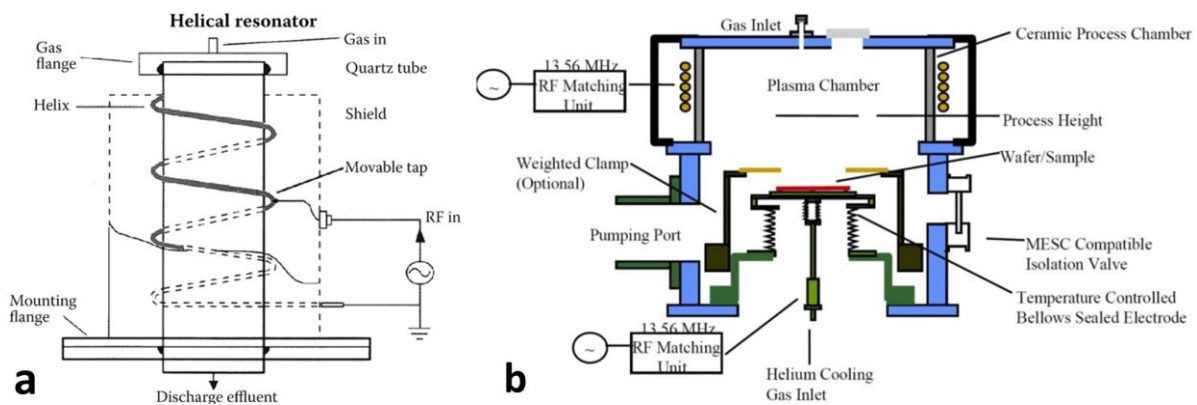 Helical resonator
Gas in
Gas
flange
Quartz tube
Helix
Shield
Movable tap
RF in
Mounting
flange
Discharge effluent
a
Gas Inlet
Ceramic Process Chamber
13.56 MHz
RF Matching
Unit
~
Plasma Chamber
Process Height
Wafer/Sample
Weighted Clamp
(Optional)
Pumping Port
MESC Compatible
Isolation Valve
Temperature Controlled
Bellows Sealed Electrode
13.56 MHz
RF Matching
Unit
~
Helium Cooling
Gas Inlet
b